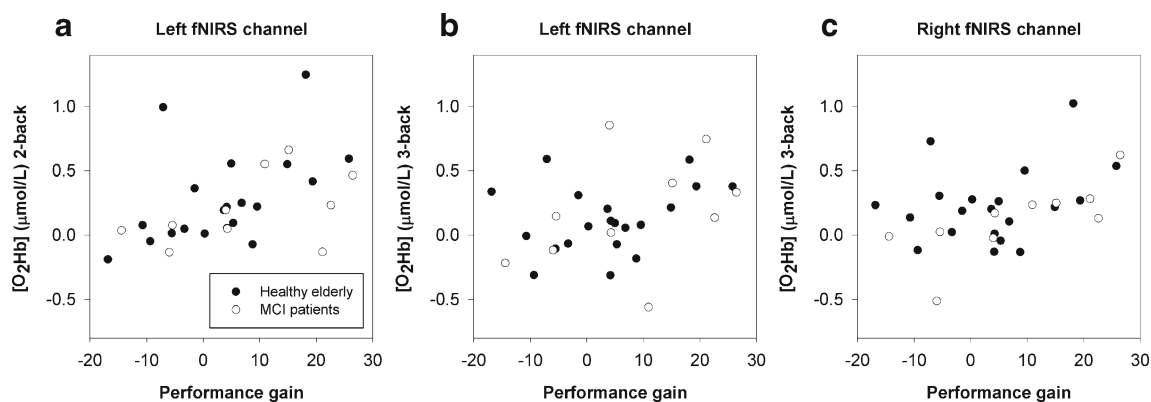 a
Left fNIRS channel
[O2Hb] (μmol/L) 2-back
1.0
0.5
0.0
-0.5
-20
-10
0
10
20
30
Performance gain
Healthy elderly
MCI patients
b
Left fNIRS channel
[O2Hb] (μmol/L) 3-back
1.0
0.5
0.0
-0.5
-20
-10
0
10
20
30
Performance gain
c
Right fNIRS channel
[O2Hb] (μmol/L) 3-back
1.0
0.5
0.0
-0.5
-20
-10
0
10
20
30
Performance gain